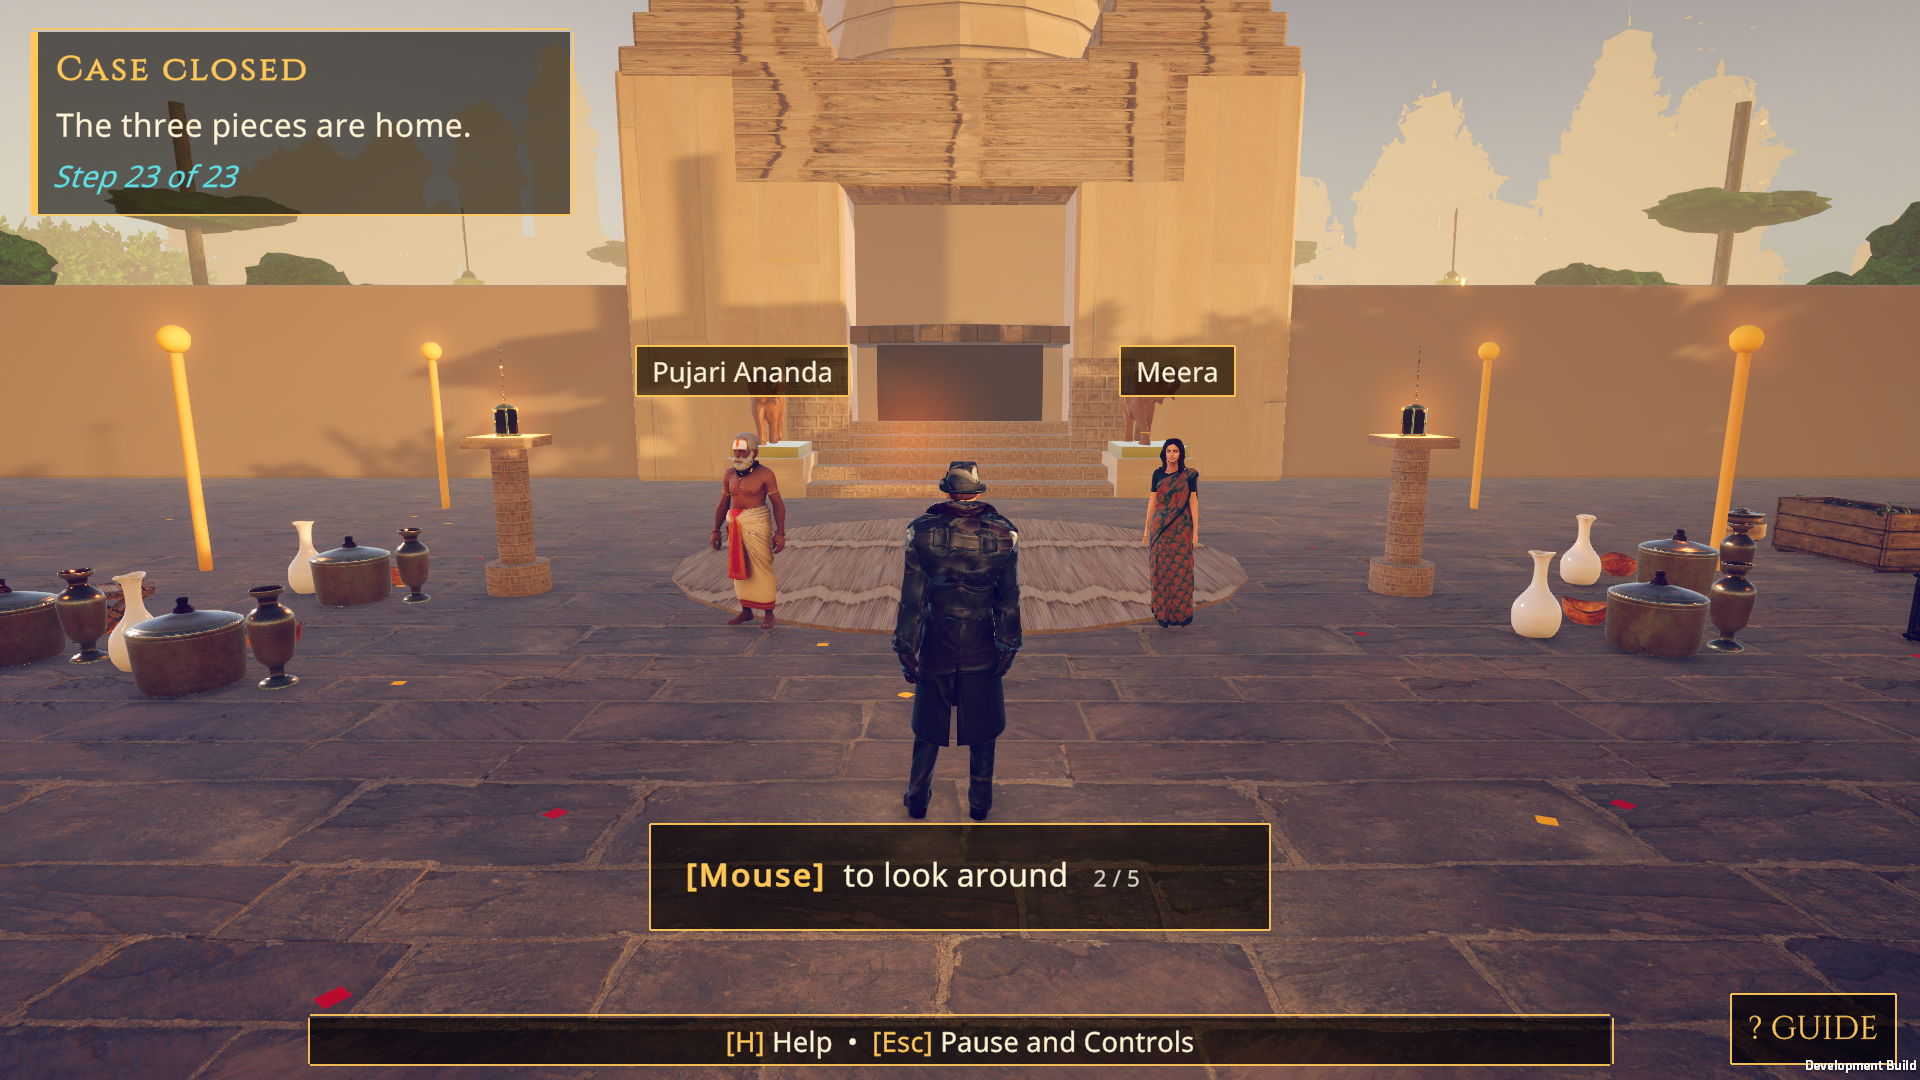 CASE CLOSED
The three pieces are home.
Step 23 of 23
Pujari Ananda
Meera
[Mouse] to look around 2 / 5
[H] Help • [Esc] Pause and Controls
? GUIDE
Development Build